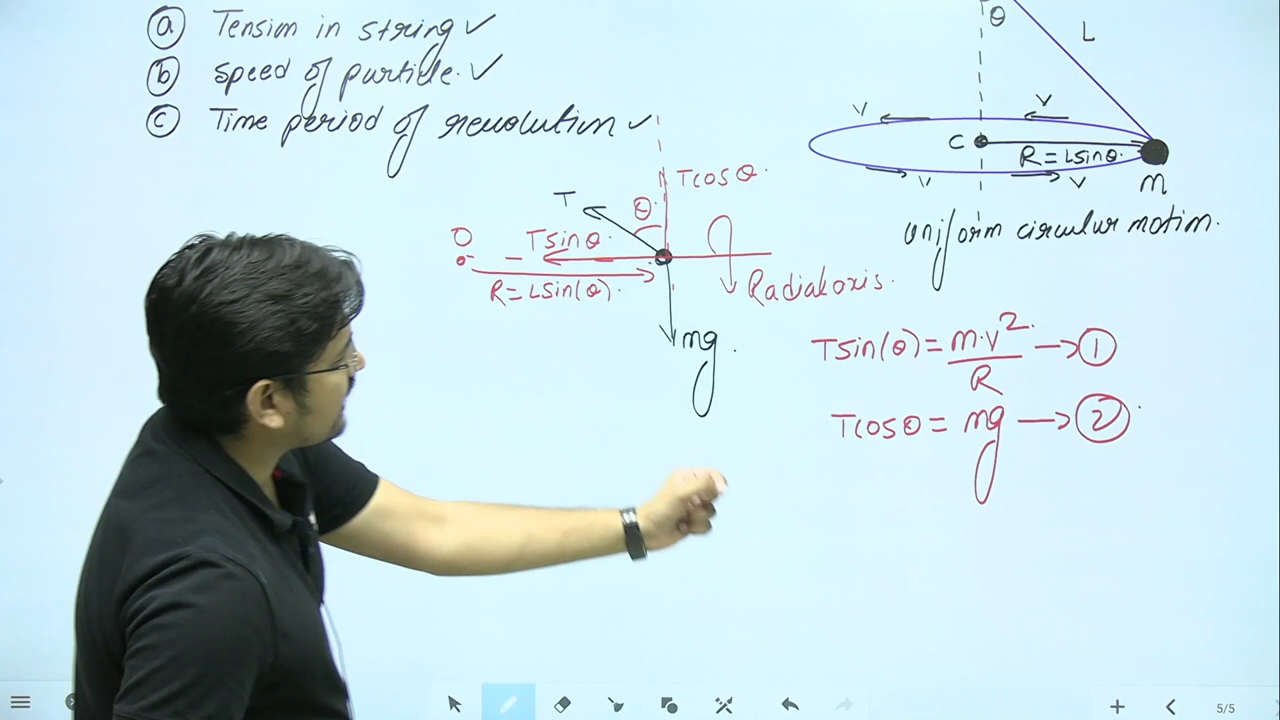 (a) Tension in string ✓
(b) Speed of particle. ✓
(c) Time period of revolution ✓
θ
L
V
V
C
R = Lsinθ.
V
V
m
Uniform circular motion.
Tcosθ.
T
θ
O
Tsinθ.
R = Lsin(θ).
Radial axis.
mg.
Tsin(θ) = m.v²/R → (1)
Tcosθ = mg → (2)
5/5